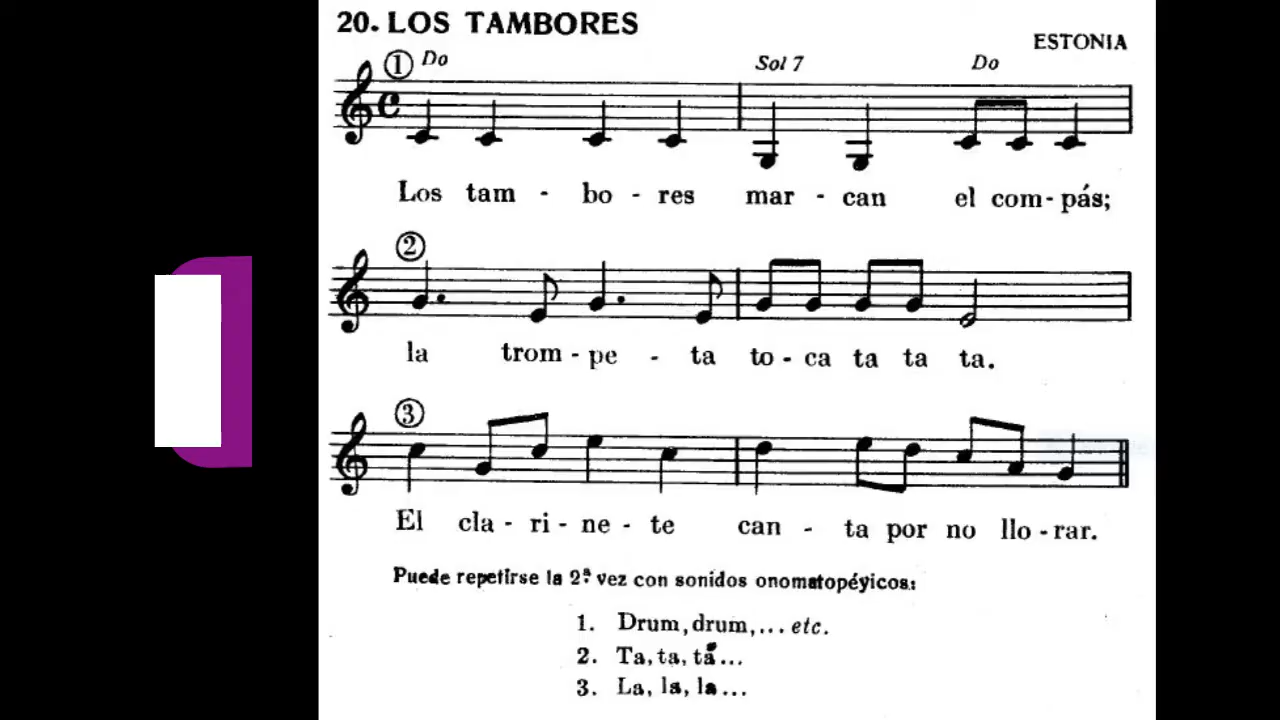 20. LOS TAMBORES
ESTONIA
① Do Sol 7 Do
Los tam - bo - res mar - can el com - pás;
②
la trom - pe - ta to - ca ta ta ta.
③
El cla - ri - ne - te can - ta por no llo - rar.
Puede repetirse la 2ª vez con sonidos onomatopéyicos:
1. Drum, drum, ... etc.
2. Ta, ta, ta...
3. La, la, la...